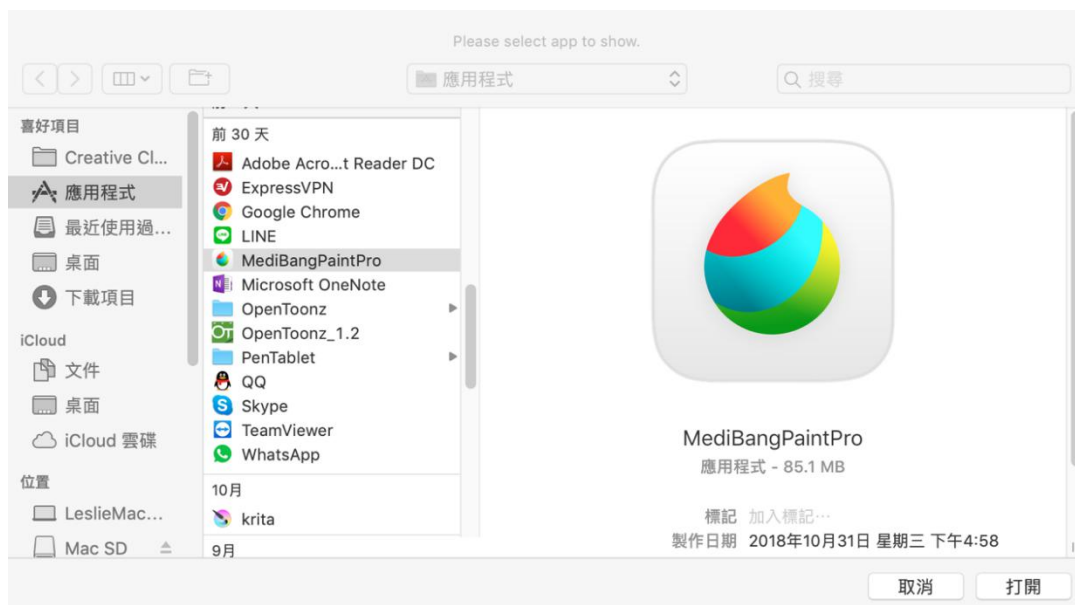 Please select app to show.
應用程式
搜尋
喜好項目
Creative Cl...
應用程式
最近使用過...
桌面
下載項目
iCloud
文件
桌面
iCloud 雲碟
位置
LeslieMac...
Mac SD
前 30 天
Adobe Acro...t Reader DC
ExpressVPN
Google Chrome
LINE
MediBangPaintPro
Microsoft OneNote
OpenToonz
OpenToonz_1.2
PenTablet
QQ
Skype
TeamViewer
WhatsApp
10月
krita
9月
MediBangPaintPro
應用程式 - 85.1 MB
標記 加入標記…
製作日期 2018年10月31日 星期三 下午4:58
取消
打開